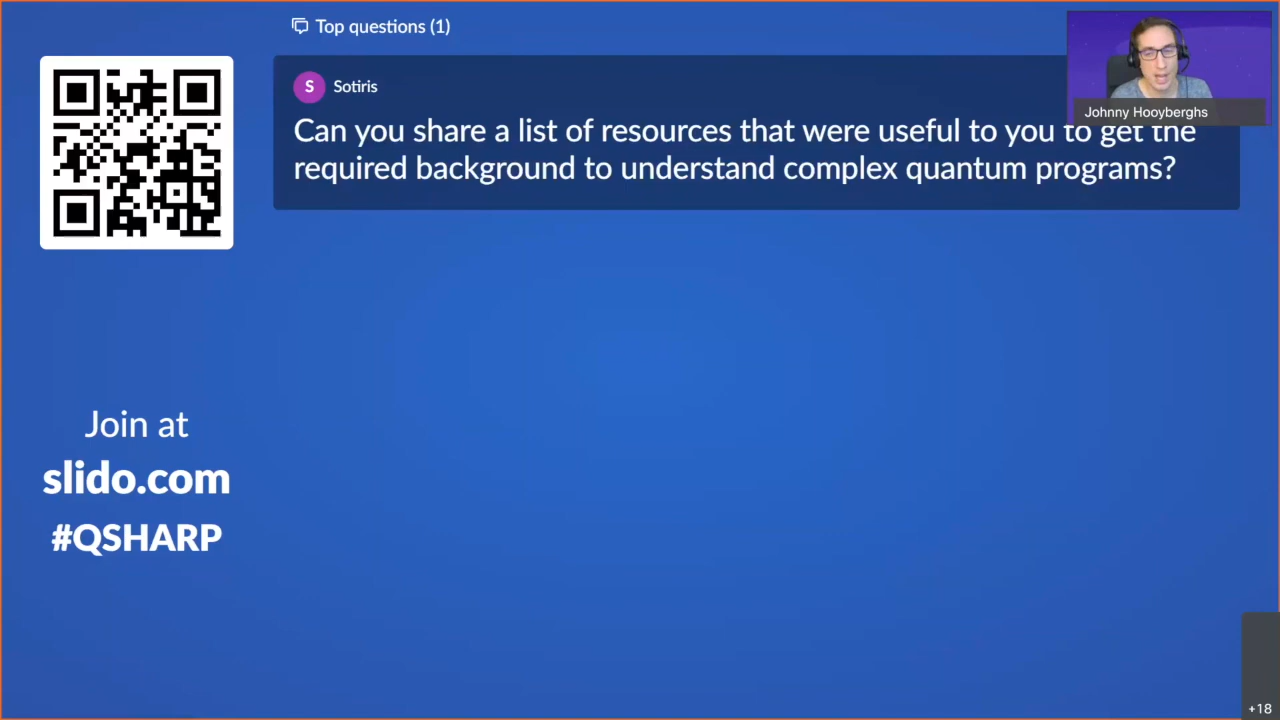 Top questions (1)
S
Sotiris
Johnny Hooyberghs
Can you share a list of resources that were useful to you to get the
required background to understand complex quantum programs?
Join at
slido.com
#QSHARP
+18